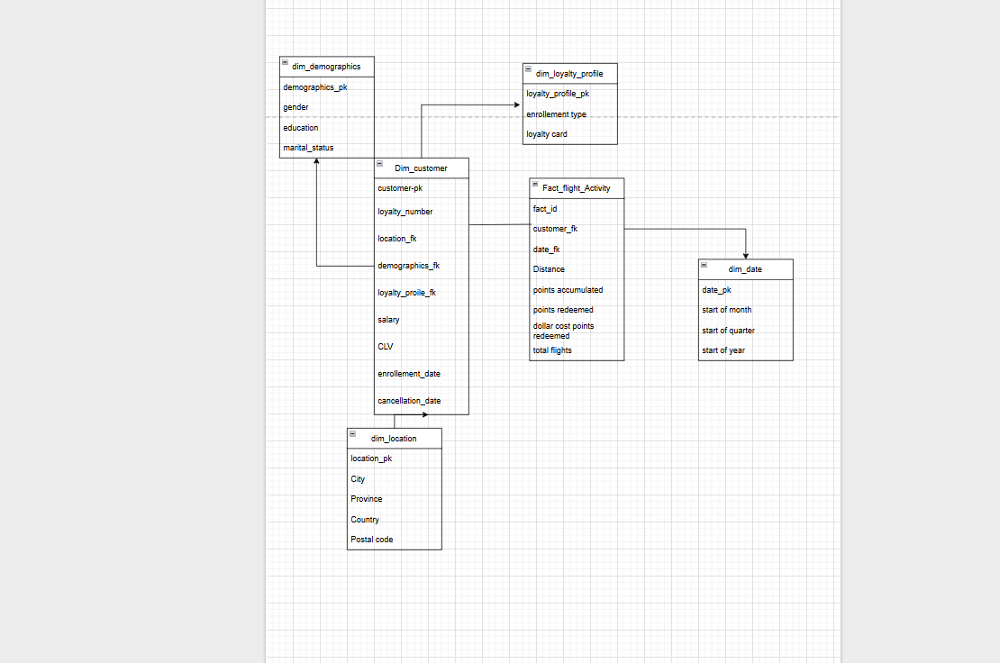 dim_demographics
demographics_pk
gender
education
marital_status
dim_loyalty_profile
loyalty_profile_pk
enrollement type
loyalty card
Dim_customer
customer-pk
loyalty_number
location_fk
demographics_fk
loyalty_proile_fk
salary
CLV
enrollement_date
cancellation_date
Fact_flight_Activity
fact_id
customer_fk
date_fk
Distance
points accumulated
points redeemed
dollar cost points
redeemed
total flights
dim_date
date_pk
start of month
start of quarter
start of year
dim_location
location_pk
City
Province
Country
Postal code